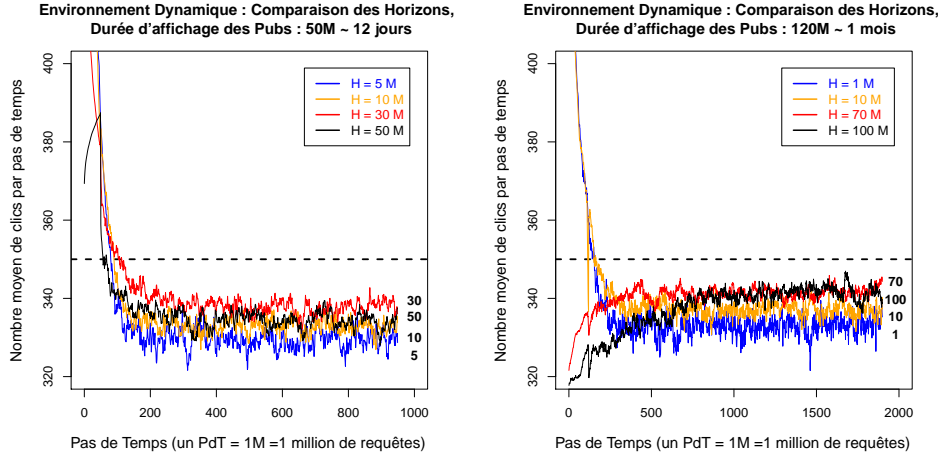 Environnement Dynamique : Comparaison des Horizons,
Durée d'affichage des Pubs : 50M ~ 12 jours
Nombre moyen de clics par pas de temps
400
380
360
340
320
H = 5 M
H = 10 M
H = 30 M
H = 50 M
30
50
10
5
0
200
400
600
800
1000
Pas de Temps (un PdT = 1M =1 million de requêtes)
Environnement Dynamique : Comparaison des Horizons,
Durée d'affichage des Pubs : 120M ~ 1 mois
Nombre moyen de clics par pas de temps
400
380
360
340
320
H = 1 M
H = 10 M
H = 70 M
H = 100 M
70
100
10
1
0
500
1000
1500
2000
Pas de Temps (un PdT = 1M =1 million de requêtes)